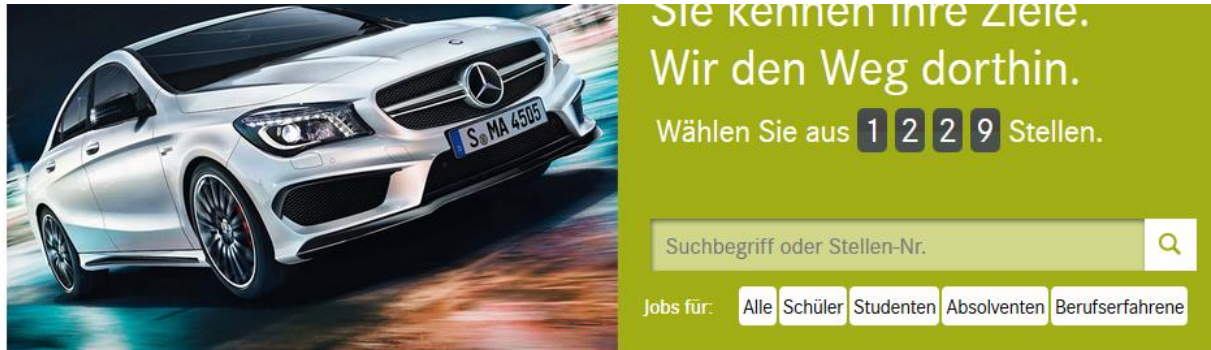 Sie kennen Ihre Ziele.
Wir den Weg dorthin.
Wählen Sie aus 1 2 2 9 Stellen.
S MA 4505
Suchbegriff oder Stellen-Nr.
Jobs für: Alle Schüler Studenten Absolventen Berufserfahrene